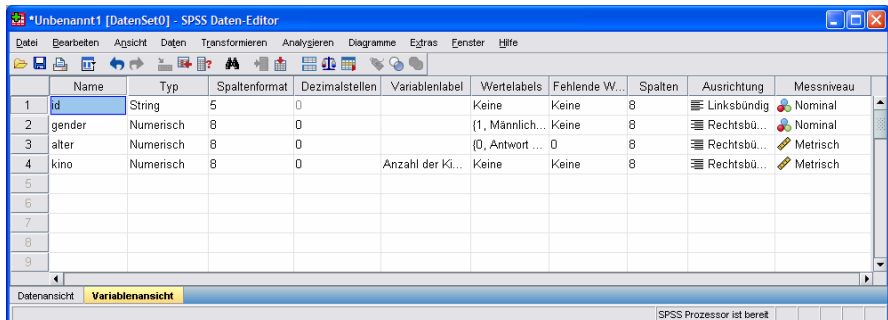 *Unbenannt1 [DatenSet0] - SPSS Daten-Editor
Datei Bearbeiten Ansicht Daten Transformieren Analysieren Diagramme Extras Fenster Hilfe
Name Typ Spaltenformat Dezimalstellen Variablenlabel Wertelabels Fehlende W... Spalten Ausrichtung Messniveau
1 id String 5 0 Keine Keine 8 Linksbündig Nominal
2 gender Numerisch 8 0 {1, Männlich... Keine 8 Rechtsbü... Nominal
3 alter Numerisch 8 0 {0, Antwort ... 0 8 Rechtsbü... Metrisch
4 kino Numerisch 8 0 Anzahl der Ki... Keine Keine 8 Rechtsbü... Metrisch
5
6
7
8
9
Datenansicht Variablenansicht
SPSS Prozessor ist bereit